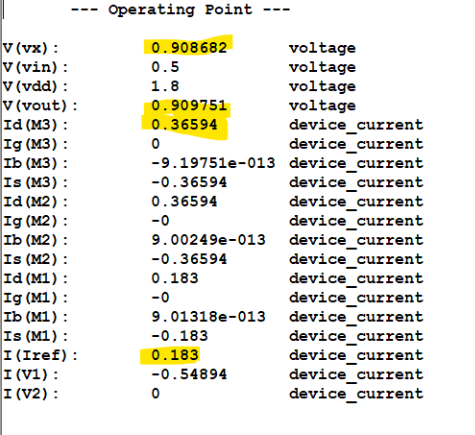 --- Operating Point ---
V(vx): 0.908682 voltage
V(vin): 0.5 voltage
V(vdd): 1.8 voltage
V(vout): 0.909751 voltage
Id(M3): 0.36594 device_current
Ig(M3): 0 device_current
Ib(M3): -9.19751e-013 device_current
Is(M3): -0.36594 device_current
Id(M2): 0.36594 device_current
Ig(M2): -0 device_current
Ib(M2): 9.00249e-013 device_current
Is(M2): -0.36594 device_current
Id(M1): 0.183 device_current
Ig(M1): -0 device_current
Ib(M1): 9.01318e-013 device_current
Is(M1): -0.183 device_current
I(Iref): 0.183 device_current
I(V1): -0.54894 device_current
I(V2): 0 device_current